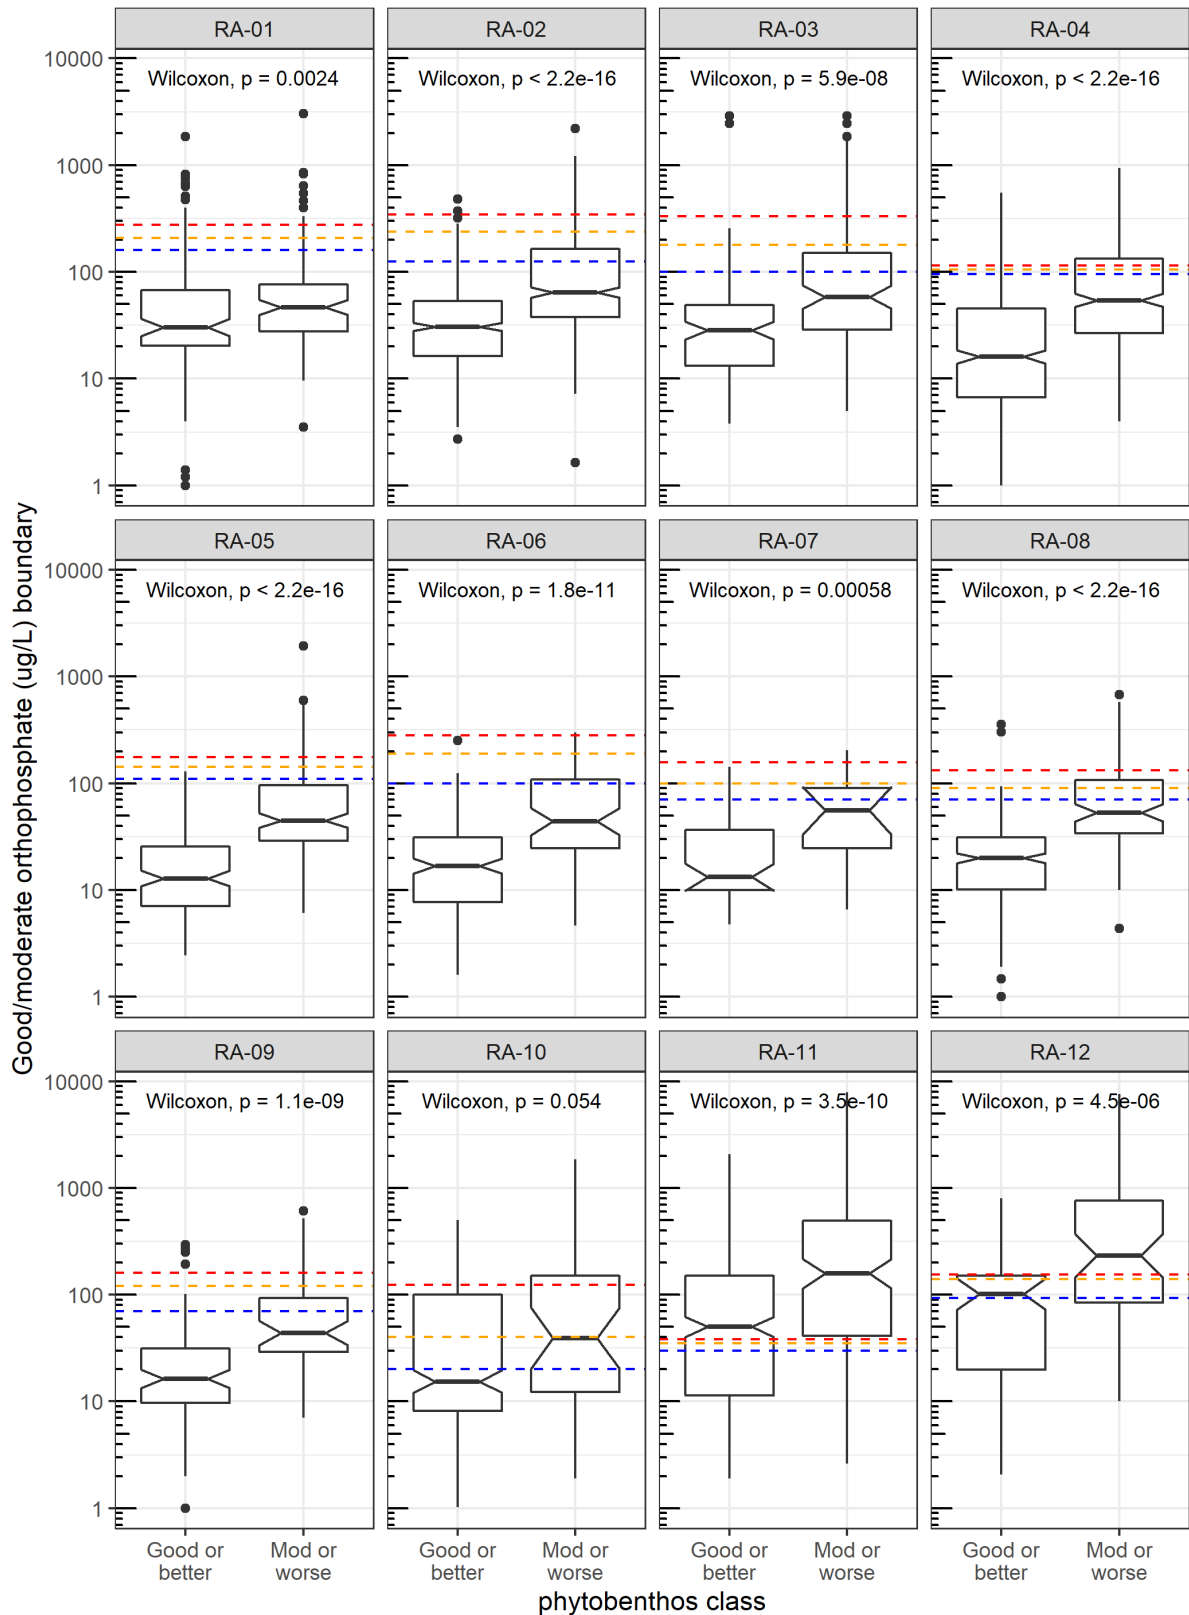 RA-01 RA-02 RA-03 RA-04
Wilcoxon, p = 0.0024 Wilcoxon, p < 2.2e-16 Wilcoxon, p = 5.9e-08 Wilcoxon, p < 2.2e-16
10000
1000
100
10
1
RA-05 RA-06 RA-07 RA-08
Wilcoxon, p < 2.2e-16 Wilcoxon, p = 1.8e-11 Wilcoxon, p = 0.00058 Wilcoxon, p < 2.2e-16
10000
1000
100
10
1
Good/moderate orthophosphate (ug/L) boundary
RA-09 RA-10 RA-11 RA-12
Wilcoxon, p = 1.1e-09 Wilcoxon, p = 0.054 Wilcoxon, p = 3.5e-10 Wilcoxon, p = 4.5e-06
10000
1000
100
10
1
Good or Mod or Good or Mod or Good or Mod or Good or Mod or
better worse better worse better worse better worse
phytobenthos class